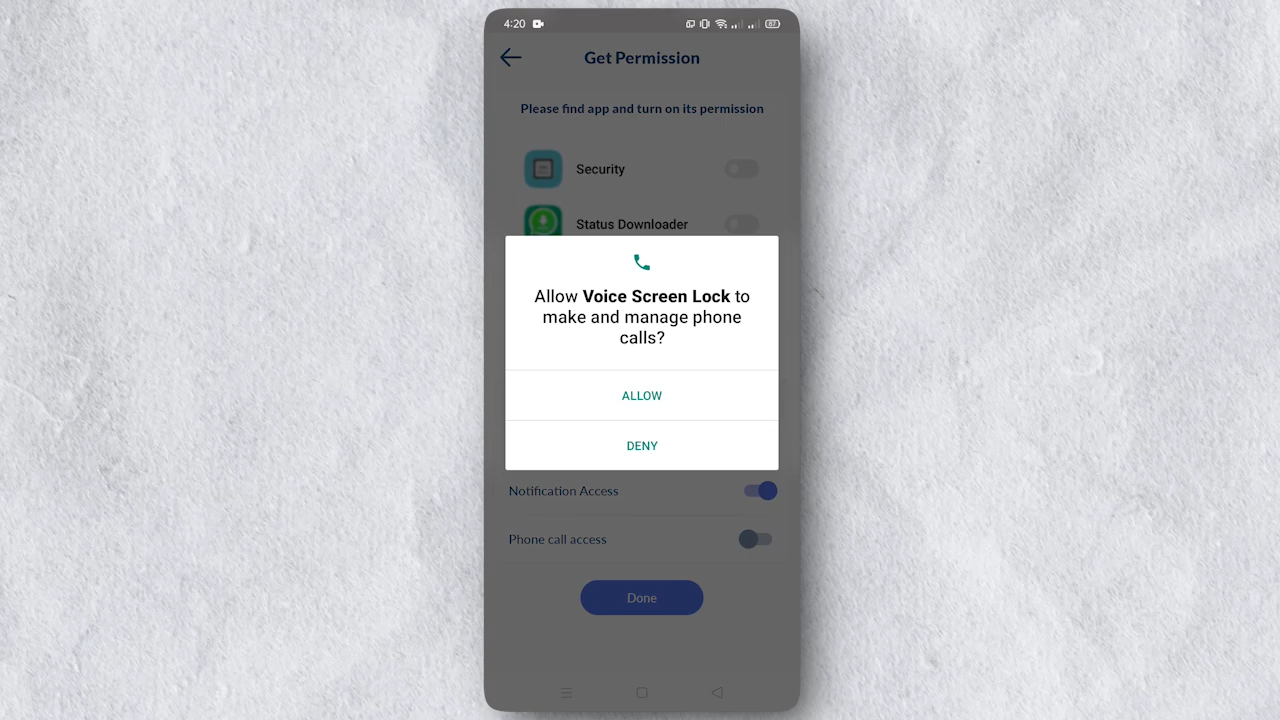 4:20
87
Get Permission
Please find app and turn on its permission
Security
Status Downloader
Allow Voice Screen Lock to
make and manage phone
calls?
ALLOW
DENY
Notification Access
Phone call access
Done